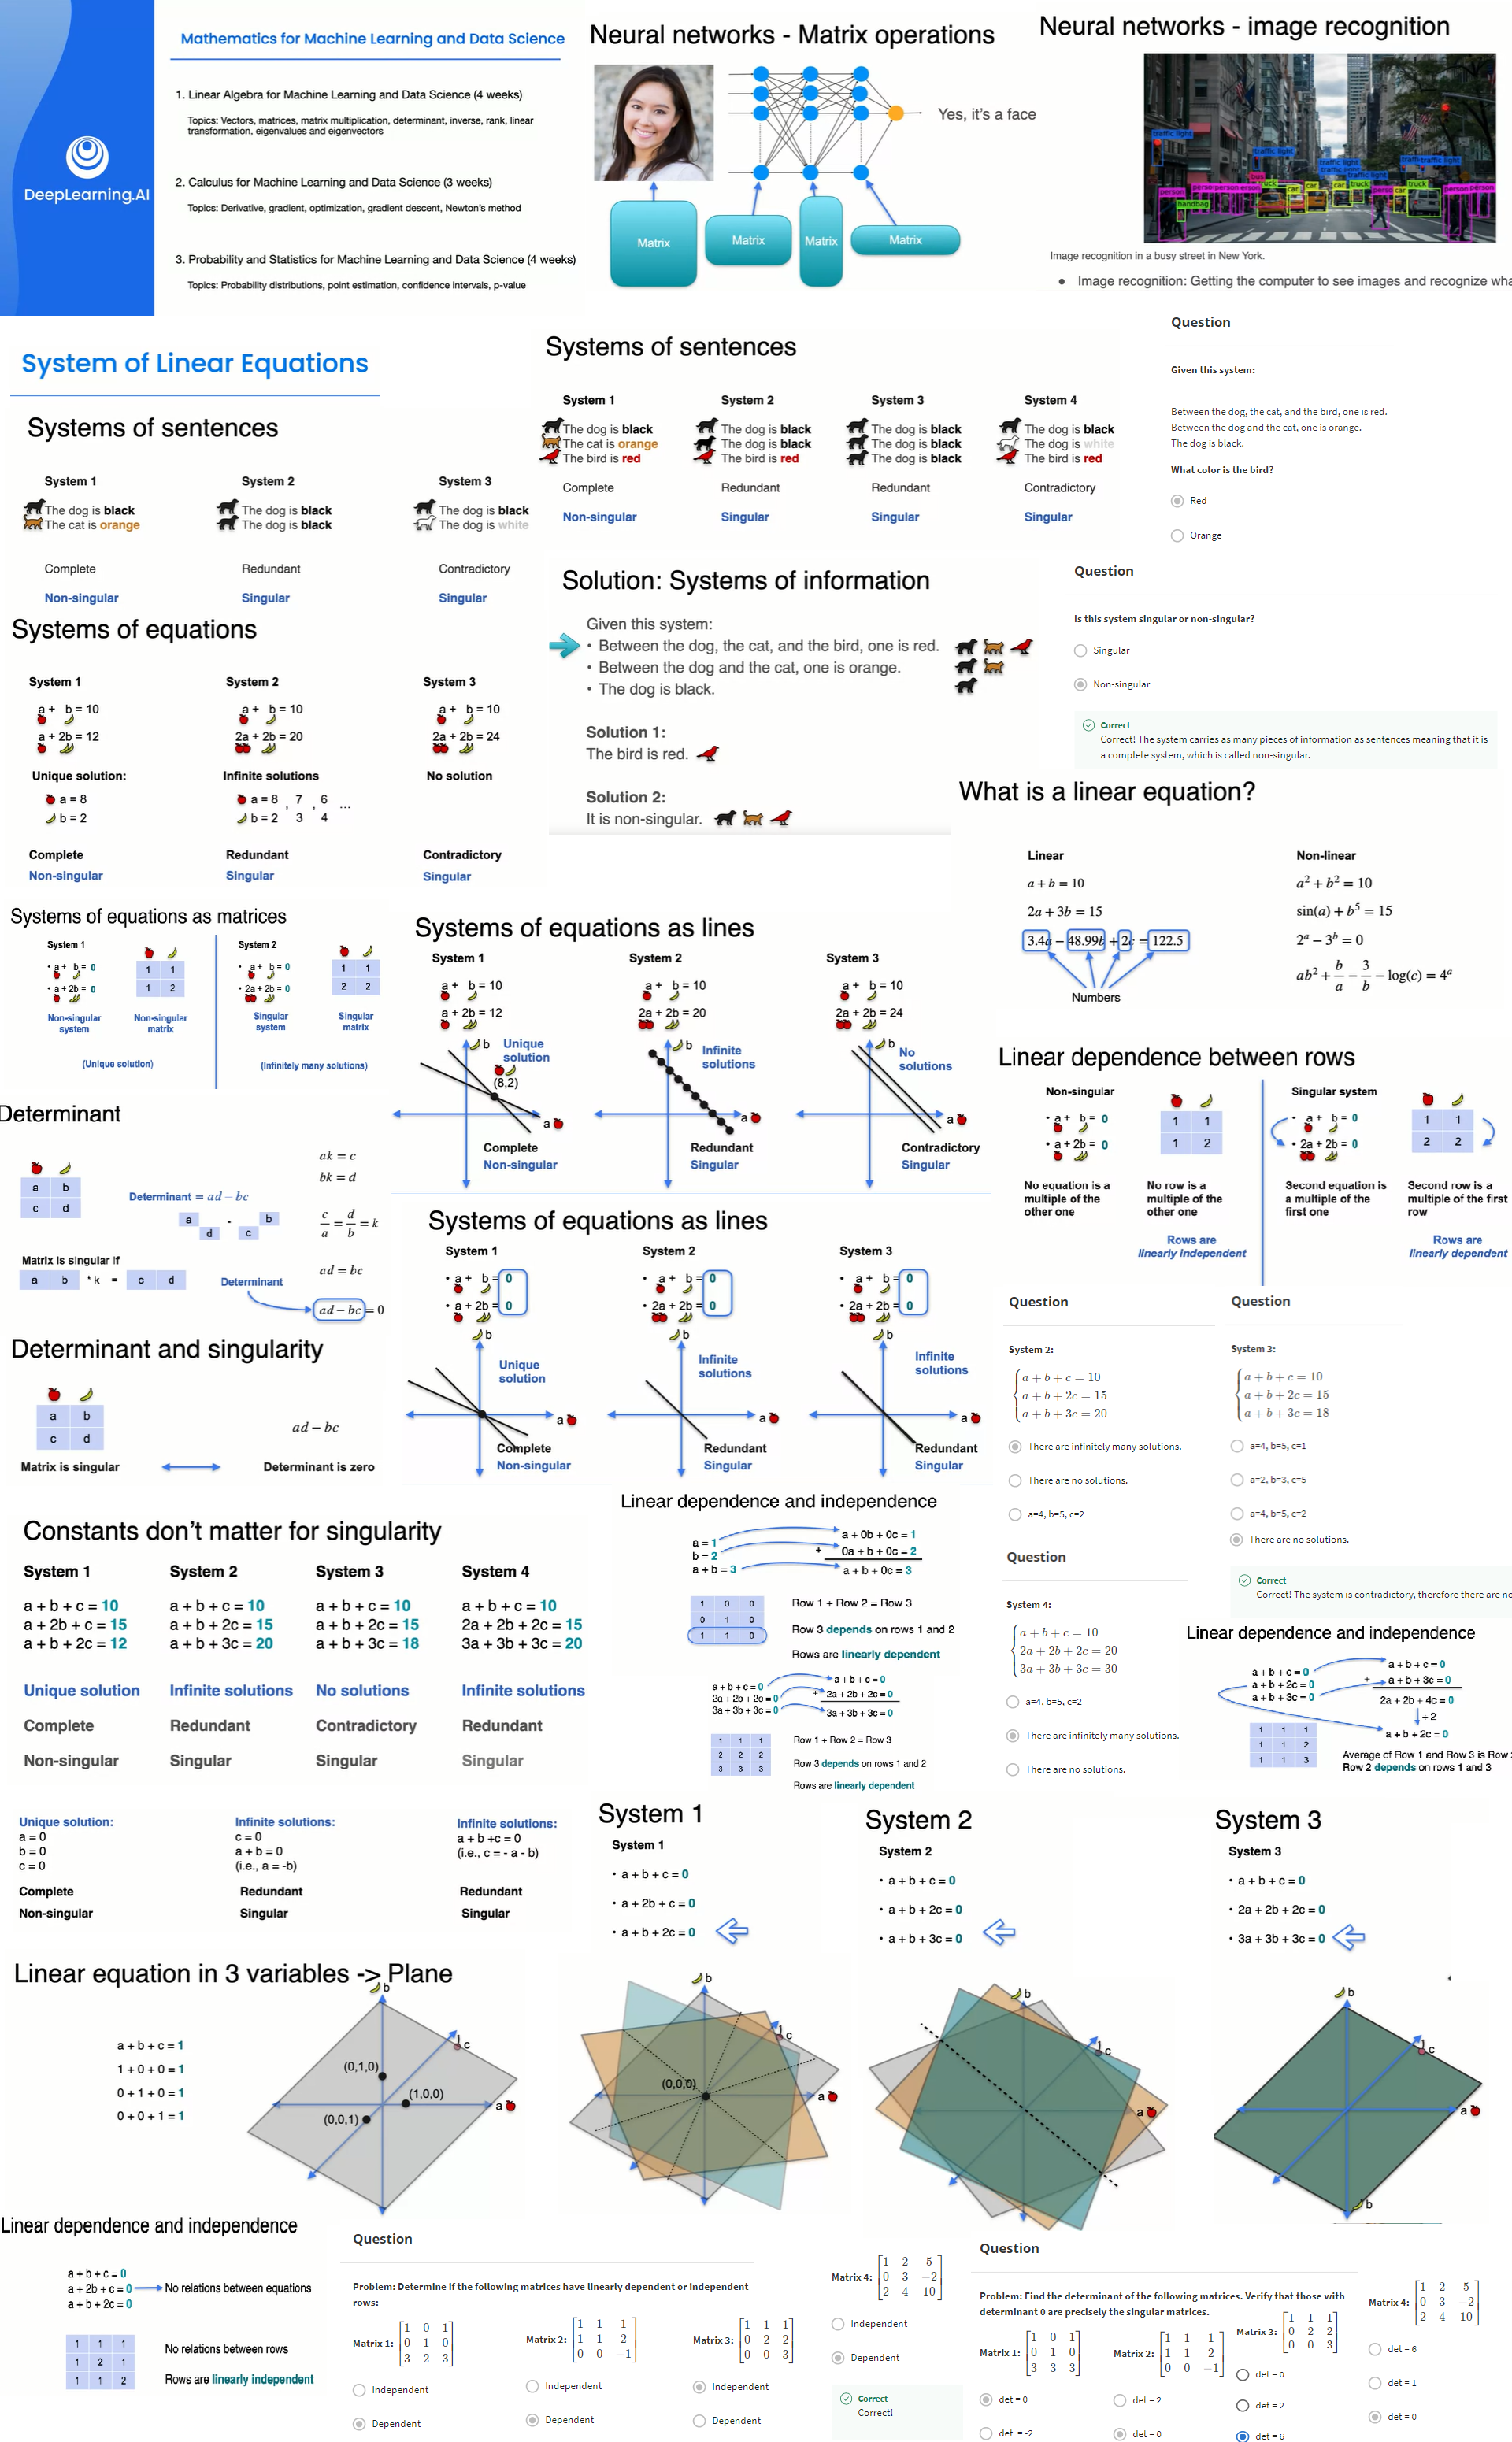 Mathematics for Machine Learning and Data Science
1. Linear Algebra for Machine Learning and Data Science (4 weeks)
Topics: Vectors, matrices, matrix multiplication, determinant, inverse, rank, linear
transformation, eigenvalues and eigenvectors
2. Calculus for Machine Learning and Data Science (3 weeks)
Topics: Derivative, gradient, optimization, gradient descent, Newton's method
3. Probability and Statistics for Machine Learning and Data Science (4 weeks)
Topics: Probability distributions, point estimation, confidence intervals, p-value
DeepLearning.AI
Neural networks - Matrix operations
Yes, it's a face
Matrix
Matrix
Matrix
Matrix
Neural networks - image recognition
traffic light
traffic light
traffic light
traffic light
traffic light
person
handbag
truck
car
car
truck
car
truck
person
person
Image recognition in a busy street in New York.
• Image recognition: Getting the computer to see images and recognize wha
System of Linear Equations
Systems of sentences
System 1 System 2 System 3
The dog is black The dog is black The dog is black
The cat is orange The dog is black The dog is white
Complete Redundant Contradictory
Non-singular Singular Singular
Systems of sentences
System 1 System 2 System 3 System 4
The dog is black The dog is black The dog is black The dog is black
The cat is orange The dog is black The dog is black The dog is white
The bird is red The bird is red The dog is black The bird is red
Complete Redundant Redundant Contradictory
Non-singular Singular Singular Singular
Question
Given this system:
Between the dog, the cat, and the bird, one is red.
Between the dog and the cat, one is orange.
The dog is black.
What color is the bird?
Red
Orange
Systems of equations
System 1 System 2 System 3
a + b = 10 a + b = 10 a + b = 10
a + 2b = 12 2a + 2b = 20 2a + 2b = 24
Unique solution: Infinite solutions No solution
a = 8 a = 8 , 7 , 6 ...
b = 2 b = 2 3 4
Complete Redundant Contradictory
Non-singular Singular Singular
Solution: Systems of information
Given this system:
• Between the dog, the cat, and the bird, one is red.
• Between the dog and the cat, one is orange.
• The dog is black.
Solution 1:
The bird is red.
Solution 2:
It is non-singular.
Question
Is this system singular or non-singular?
Singular
Non-singular
Correct
Correct! The system carries as many pieces of information as sentences meaning that it is
a complete system, which is called non-singular.
What is a linear equation?
Linear Non-linear
a + b = 10 a² + b² = 10
2a + 3b = 15 sin(a) + b⁵ = 15
3.4a − 48.99b + 2c = 122.5 2ᵃ − 3ᵇ = 0
Numbers ab² + b/a − 3/b − log(c) = 4ᵃ
Systems of equations as matrices
System 1 System 2
• a + b = 0 1 1 • a + b = 0 1 1
• a + 2b = 0 1 2 • 2a + 2b = 0 2 2
Non-singular Non-singular Singular Singular
system matrix system matrix
(Unique solution) (Infinitely many solutions)
Systems of equations as lines
System 1 System 2 System 3
a + b = 10 a + b = 10 a + b = 10
a + 2b = 12 2a + 2b = 20 2a + 2b = 24
b Unique b Infinite b No
solution solutions solutions
(8,2)
a a a
Complete Redundant Contradictory
Non-singular Singular Singular
Linear dependence between rows
Non-singular Singular system
• a + b = 0 1 1 • a + b = 0 1 1
• a + 2b = 0 1 2 • 2a + 2b = 0 2 2
No equation is a No row is a Second equation is Second row is a
multiple of the multiple of the a multiple of the multiple of the first
other one other one first one row
Rows are Rows are
linearly independent linearly dependent
Determinant
a b
c d
Determinant = ad − bc
a - b
d c
ak = c
bk = d
c/a = d/b = k
ad = bc
Matrix is singular if
a b *k = c d
Determinant
ad − bc = 0
Systems of equations as lines
System 1 System 2 System 3
• a + b = 0 • a + b = 0 • a + b = 0
• a + 2b = 0 • 2a + 2b = 0 • 2a + 2b = 0
b b b
Unique Infinite Infinite
solution solutions solutions
a a a
Complete Redundant Redundant
Non-singular Singular Singular
Determinant and singularity
a b
c d
ad − bc
Matrix is singular Determinant is zero
Question
System 2:
a + b + c = 10
a + b + 2c = 15
a + b + 3c = 20
There are infinitely many solutions.
There are no solutions.
a=4, b=5, c=2
Question
System 3:
a + b + c = 10
a + b + 2c = 15
a + b + 3c = 18
a=4, b=5, c=1
a=2, b=3, c=5
a=4, b=5, c=2
There are no solutions.
Correct
Correct! The system is contradictory, therefore there are no
Question
System 4:
a + b + c = 10
2a + 2b + 2c = 20
3a + 3b + 3c = 30
a=4, b=5, c=2
There are infinitely many solutions.
There are no solutions.
Constants don't matter for singularity
System 1 System 2 System 3 System 4
a + b + c = 10 a + b + c = 10 a + b + c = 10 a + b + c = 10
a + 2b + c = 15 a + b + 2c = 15 a + b + 2c = 15 2a + 2b + 2c = 15
a + b + 2c = 12 a + b + 3c = 20 a + b + 3c = 18 3a + 3b + 3c = 20
Unique solution Infinite solutions No solutions Infinite solutions
Complete Redundant Contradictory Redundant
Non-singular Singular Singular Singular
Linear dependence and independence
a = 1 a + 0b + 0c = 1
b = 2 + 0a + b + 0c = 2
a + b = 3 a + b + 0c = 3
1 0 0 Row 1 + Row 2 = Row 3
0 1 0 Row 3 depends on rows 1 and 2
1 1 0 Rows are linearly dependent
a + b + c = 0 a + b + c = 0
2a + 2b + 2c = 0 + 2a + 2b + 2c = 0
3a + 3b + 3c = 0 3a + 3b + 3c = 0
1 1 1 Row 1 + Row 2 = Row 3
2 2 2 Row 3 depends on rows 1 and 2
3 3 3 Rows are linearly dependent
Linear dependence and independence
a + b + c = 0 a + b + c = 0
a + b + 2c = 0 + a + b + 3c = 0
a + b + 3c = 0 2a + 2b + 4c = 0
÷ 2
a + b + 2c = 0
1 1 1
1 1 2
1 1 3
Average of Row 1 and Row 3 is Row
Row 2 depends on rows 1 and 3
Unique solution: Infinite solutions: Infinite solutions:
a = 0 c = 0 a + b + c = 0
b = 0 a + b = 0 (i.e., c = - a - b)
c = 0 (i.e., a = -b)
Complete Redundant Redundant
Non-singular Singular Singular
System 1 System 2 System 3
System 1 System 2 System 3
• a + b + c = 0 • a + b + c = 0 • a + b + c = 0
• a + 2b + c = 0 • a + b + 2c = 0 • 2a + 2b + 2c = 0
• a + b + 2c = 0 • a + b + 3c = 0 • 3a + 3b + 3c = 0
Linear equation in 3 variables -> Plane
a + b + c = 1
1 + 0 + 0 = 1
0 + 1 + 0 = 1
0 + 0 + 1 = 1
b
c
(0,1,0)
(1,0,0)
(0,0,1)
a
b
c
(0,0,0)
a
b
c
a
b
c
a
b
Linear dependence and independence
a + b + c = 0
a + 2b + c = 0 No relations between equations
a + b + 2c = 0
1 1 1 No relations between rows
1 2 1
1 1 2 Rows are linearly independent
Question
Problem: Determine if the following matrices have linearly dependent or independent
rows:
Matrix 1: 1 0 1
0 1 0
3 2 3
Independent
Dependent
Matrix 2: 1 1 1
1 1 2
0 0 −1
Independent
Dependent
Matrix 3: 1 1 1
0 2 2
0 0 3
Independent
Dependent
Matrix 4: 1 2 5
0 3 −2
2 4 10
Independent
Dependent
Correct
Correct!
Question
Problem: Find the determinant of the following matrices. Verify that those with
determinant 0 are precisely the singular matrices.
Matrix 1: 1 0 1
0 1 0
3 3 3
det = 0
det = -2
Matrix 2: 1 1 1
1 1 2
0 0 −1
det = 2
det = 0
Matrix 3: 1 1 1
0 2 2
0 0 3
det = 0
det = 2
det = 6
Matrix 4: 1 2 5
0 3 −2
2 4 10
det = 6
det = 1
det = 0